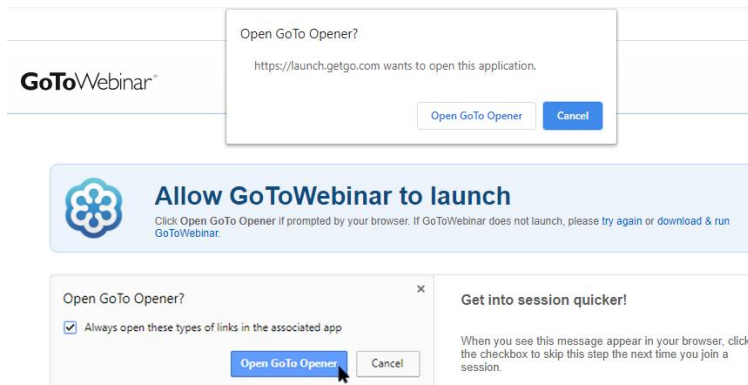 Open GoTo Opener?
https://launch.getgo.com wants to open this application.
Open GoTo Opener
Cancel
GoToWebinar
Allow GoToWebinar to launch
Click Open GoTo Opener if prompted by your browser. If GoToWebinar does not launch, please try again or download & run
GoToWebinar.
Open GoTo Opener?
Always open these types of links in the associated app
Open GoTo Opener
Cancel
Get into session quicker!
When you see this message appear in your browser, click
the checkbox to skip this step the next time you join a
session.